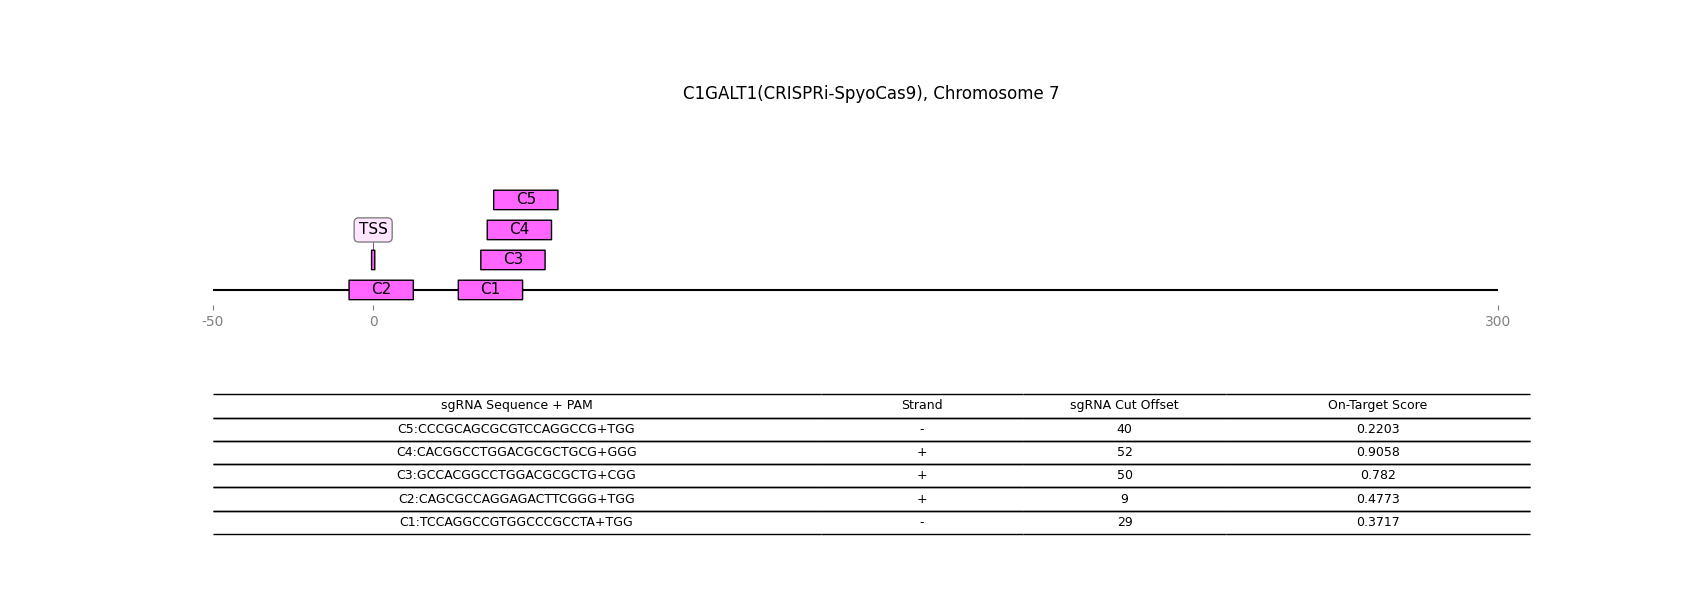 C1GALT1(CRISPRi-SpyoCas9), Chromosome 7
C5
TSS
C4
C3
C2
C1
-50 0 300
sgRNA Sequence + PAM Strand sgRNA Cut Offset On-Target Score
C5:CCCGCAGCGCGTCCAGGCCG+TGG - 40 0.2203
C4:CACGGCCTGGACGCGCTGCG+GGG + 52 0.9058
C3:GCCACGGCCTGGACGCGCTG+CGG + 50 0.782
C2:CAGCGCCAGGAGACTTCGGG+TGG + 9 0.4773
C1:TCCAGGCCGTGGCCCGCCTA+TGG - 29 0.3717